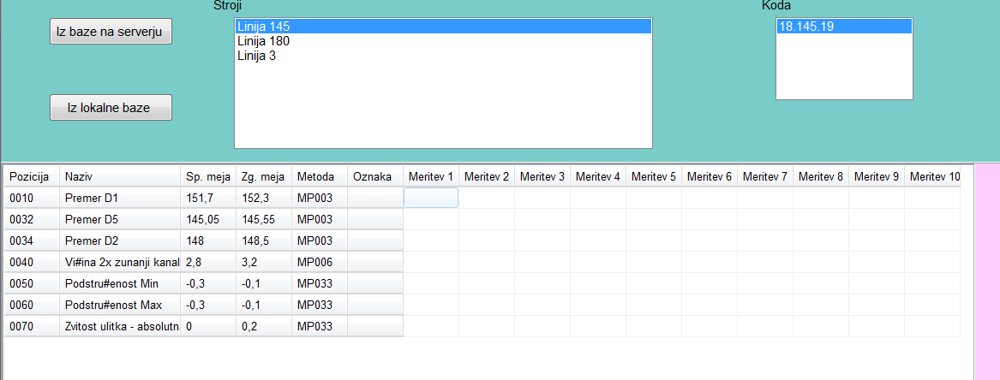 Stroji Koda
Iz baze na serverju
Linija 145
Linija 180
Linija 3
18.145.19
Iz lokalne baze
Pozicija Naziv Sp. meja Zg. meja Metoda Oznaka Meritev 1 Meritev 2 Meritev 3 Meritev 4 Meritev 5 Meritev 6 Meritev 7 Meritev 8 Meritev 9 Meritev 10
0010 Premer D1 151,7 152,3 MP003
0032 Premer D5 145,05 145,55 MP003
0034 Premer D2 148 148,5 MP003
0040 Vi#ina 2x zunanji kanal 2,8 3,2 MP006
0050 Podstru#enost Min -0,3 -0,1 MP033
0060 Podstru#enost Max -0,3 -0,1 MP033
0070 Zvitost ulitka - absolutn 0 0,2 MP033